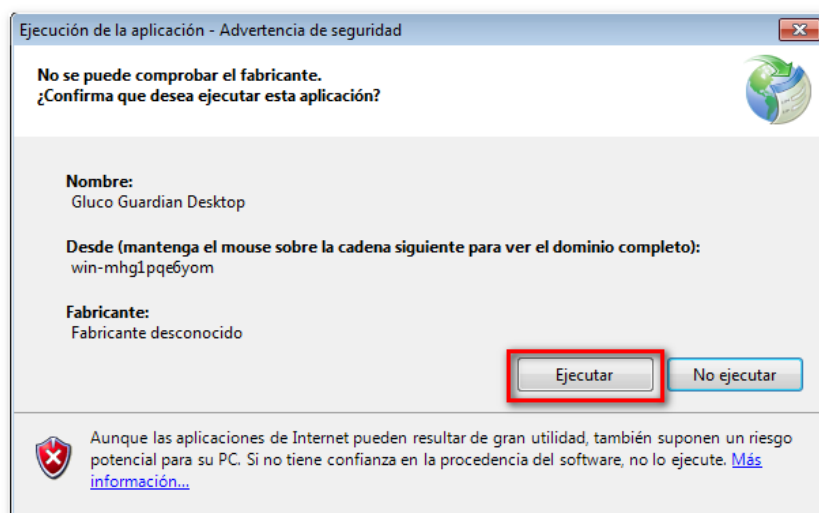 Ejecución de la aplicación - Advertencia de seguridad
No se puede comprobar el fabricante.
¿Confirma que desea ejecutar esta aplicación?
Nombre:
Gluco Guardian Desktop
Desde (mantenga el mouse sobre la cadena siguiente para ver el dominio completo):
win-mhg1pqe6yom
Fabricante:
Fabricante desconocido
Ejecutar
No ejecutar
Aunque las aplicaciones de Internet pueden resultar de gran utilidad, también suponen un riesgo
potencial para su PC. Si no tiene confianza en la procedencia del software, no lo ejecute. Más
información...